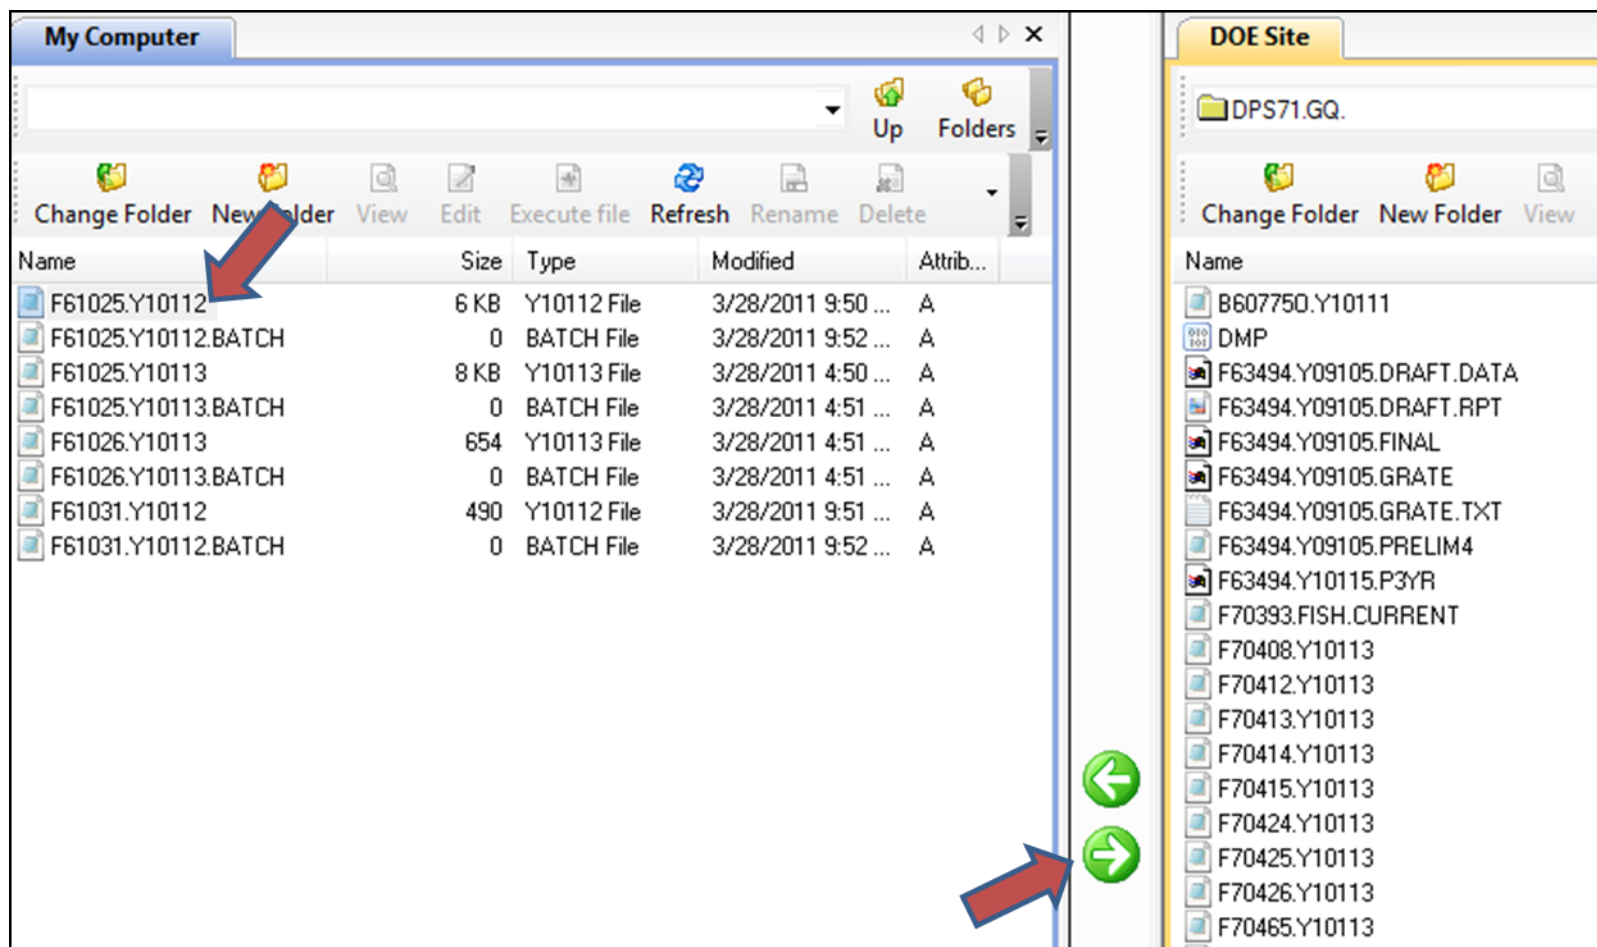 My Computer
Up Folders
Change Folder New Folder View Edit Execute file Refresh Rename Delete
Name Size Type Modified Attrib...
F61025.Y10112 6 KB Y10112 File 3/28/2011 9:50 ... A
F61025.Y10112.BATCH 0 BATCH File 3/28/2011 9:52 ... A
F61025.Y10113 8 KB Y10113 File 3/28/2011 4:50 ... A
F61025.Y10113.BATCH 0 BATCH File 3/28/2011 4:51 ... A
F61026.Y10113 654 Y10113 File 3/28/2011 4:51 ... A
F61026.Y10113.BATCH 0 BATCH File 3/28/2011 4:51 ... A
F61031.Y10112 490 Y10112 File 3/28/2011 9:51 ... A
F61031.Y10112.BATCH 0 BATCH File 3/28/2011 9:52 ... A
DOE Site
DPS71.GQ.
Change Folder New Folder View
Name
B60775O.Y10111
DMP
F63494.Y09105.DRAFT.DATA
F63494.Y09105.DRAFT.RPT
F63494.Y09105.FINAL
F63494.Y09105.GRATE
F63494.Y09105.GRATE.TXT
F63494.Y09105.PRELIM4
F63494.Y10115.P3YR
F70393.FISH.CURRENT
F70408.Y10113
F70412.Y10113
F70413.Y10113
F70414.Y10113
F70415.Y10113
F70424.Y10113
F70425.Y10113
F70426.Y10113
F70465.Y10113